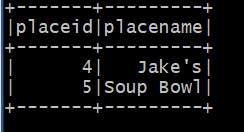 +-------+---------+
|placeid|placename|
+-------+---------+
|      4|   Jake's|
|      5|Soup Bowl|
+-------+---------+